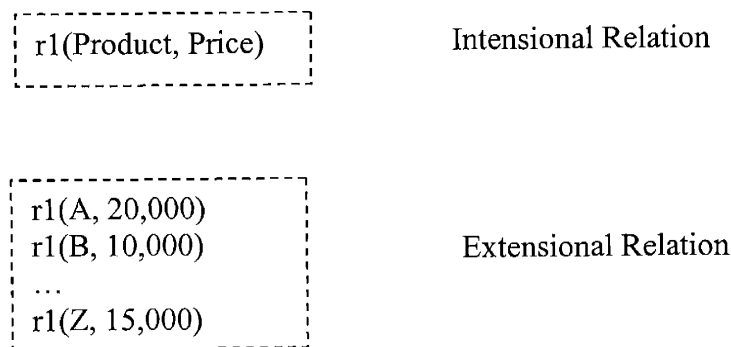 r1(Product, Price) Intensional Relation
r1(A, 20,000)
r1(B, 10,000) Extensional Relation
...
r1(Z, 15,000)